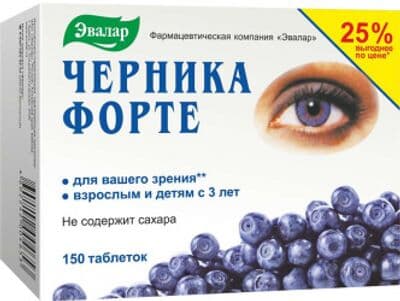 Эвалар
Фармацевтическая компания «Эвалар»
25%
выгоднее
по цене*
ЧЕРНИКА
ФОРТЕ
• для вашего зрения**
• взрослым и детям с 3 лет
Не содержит сахара
150 таблеток